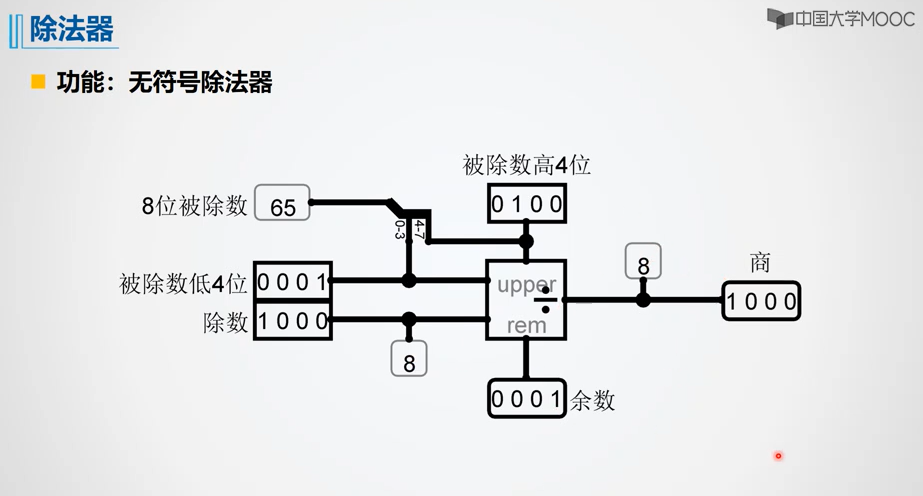 除法器
中国大学MOOC
功能：无符号除法器
被除数高4位
8位被除数 65
0 1 0 0
0-3
4-7
8
商
被除数低4位 0 0 0 1
upper
÷
1 0 0 0
除数 1 0 0 0
rem
8
0 0 0 1 余数